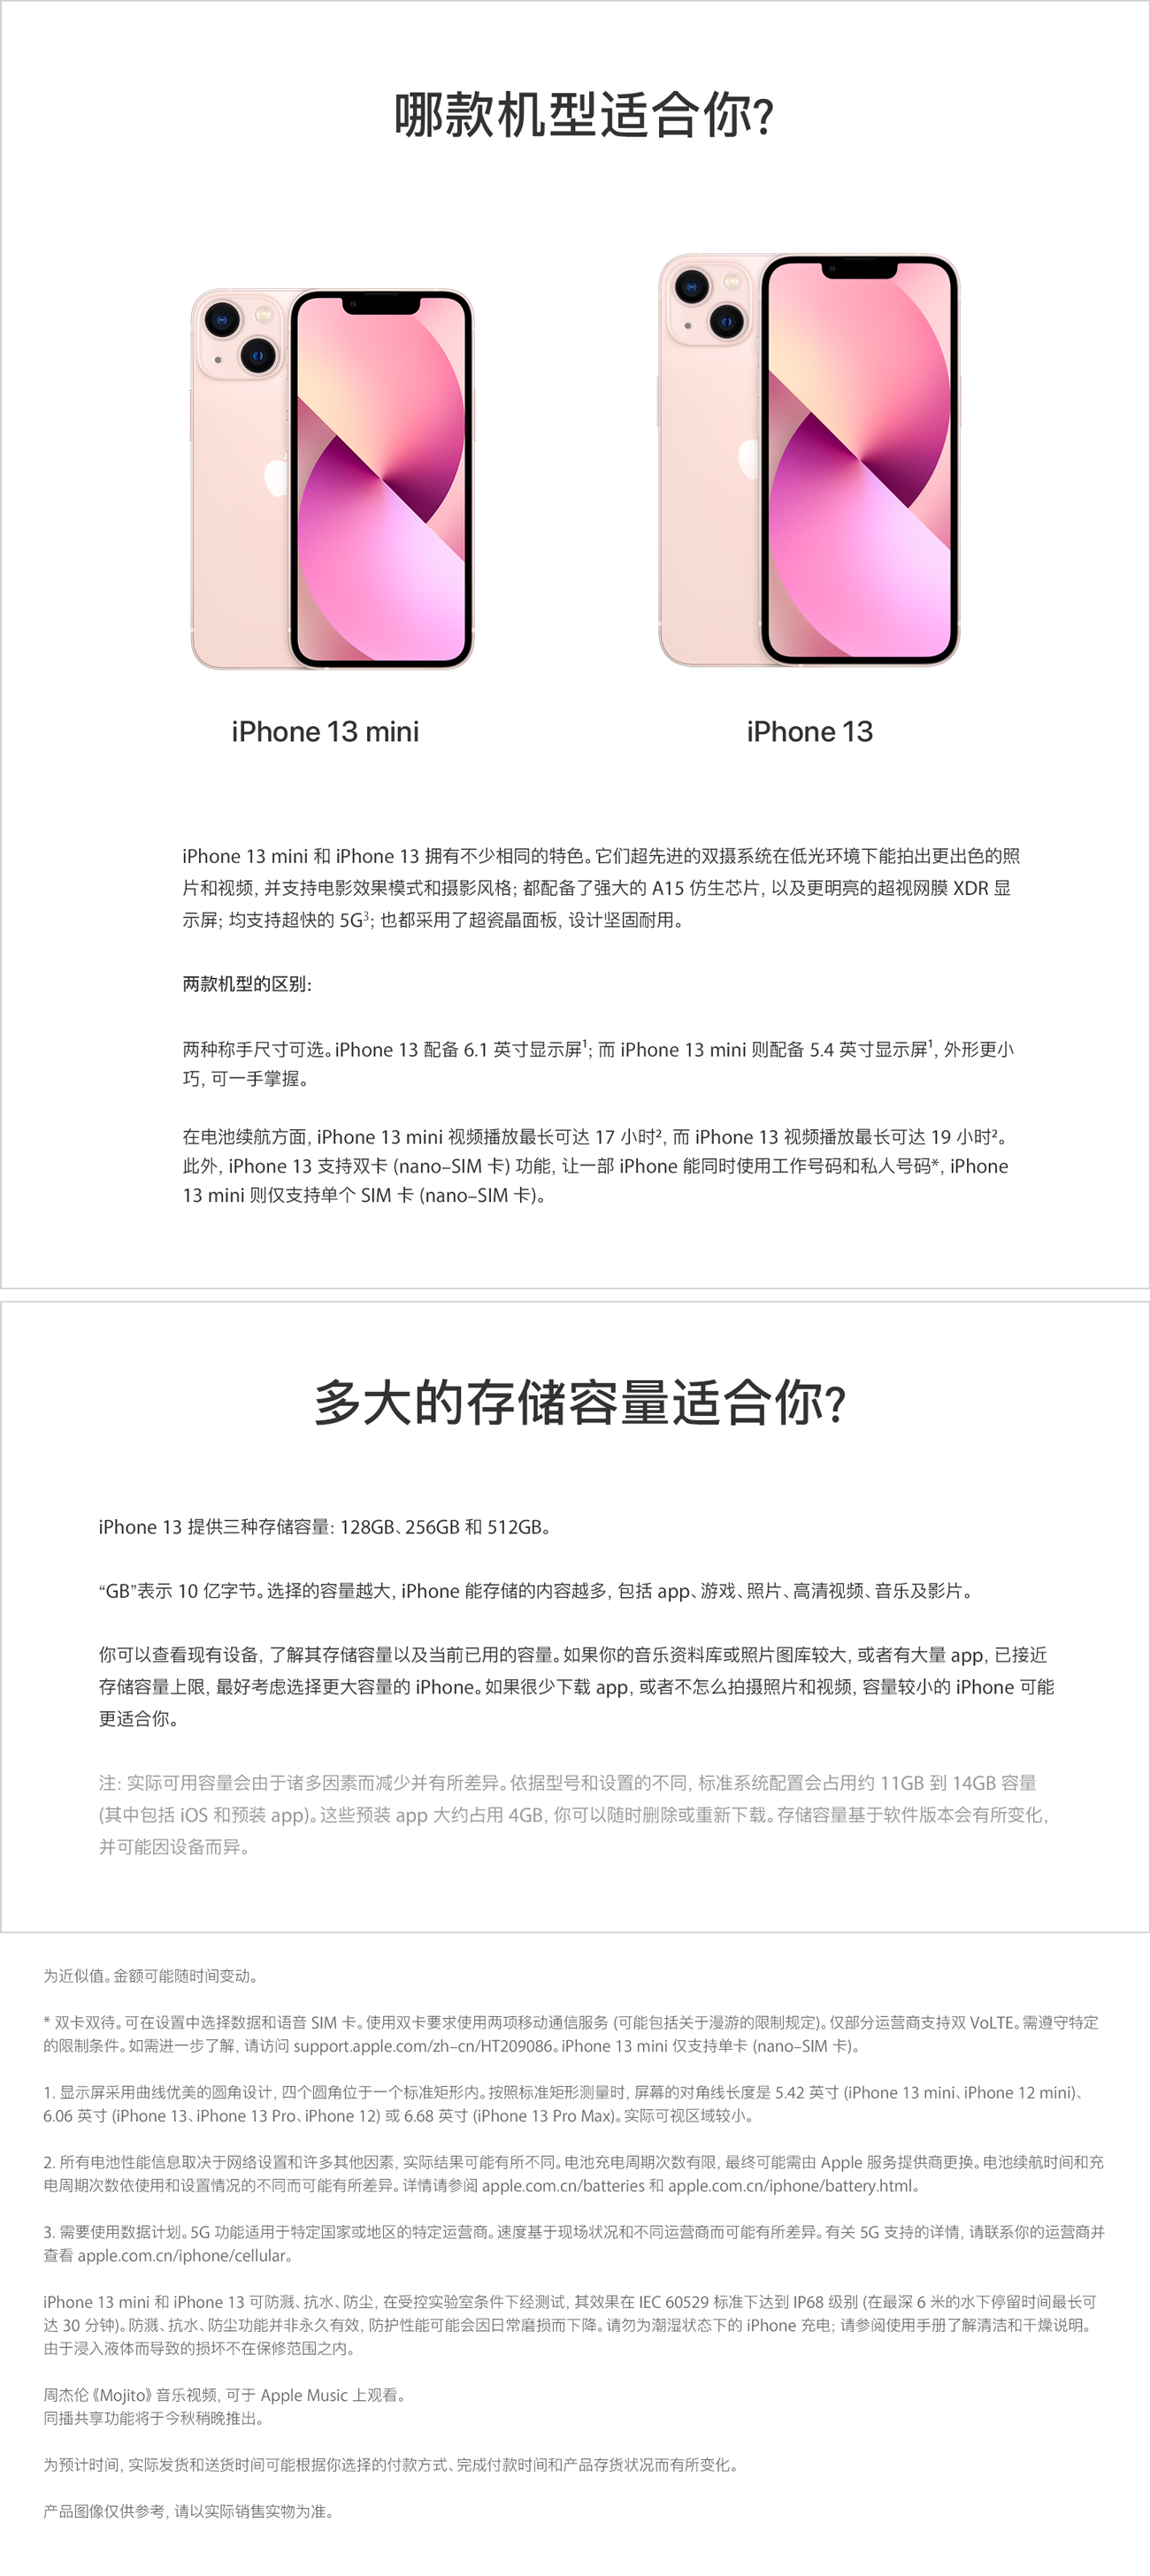 哪款机型适合你?
iPhone 13 mini
iPhone 13
iPhone 13 mini 和 iPhone 13 拥有不少相同的特色。它们超先进的双摄系统在低光环境下能拍出更出色的照
片和视频, 并支持电影效果模式和摄影风格; 都配备了强大的 A15 仿生芯片, 以及更明亮的超视网膜 XDR 显
示屏; 均支持超快的 5G³; 也都采用了超瓷晶面板, 设计坚固耐用。
两款机型的区别:
两种称手尺寸可选。iPhone 13 配备 6.1 英寸显示屏¹; 而 iPhone 13 mini 则配备 5.4 英寸显示屏¹, 外形更小
巧, 可一手掌握。
在电池续航方面, iPhone 13 mini 视频播放最长可达 17 小时², 而 iPhone 13 视频播放最长可达 19 小时²。
此外, iPhone 13 支持双卡 (nano–SIM 卡) 功能, 让一部 iPhone 能同时使用工作号码和私人号码*, iPhone
13 mini 则仅支持单个 SIM 卡 (nano–SIM 卡)。
多大的存储容量适合你?
iPhone 13 提供三种存储容量: 128GB、256GB 和 512GB。
“GB”表示 10 亿字节。选择的容量越大, iPhone 能存储的内容越多, 包括 app、游戏、照片、高清视频、音乐及影片。
你可以查看现有设备, 了解其存储容量以及当前已用的容量。如果你的音乐资料库或照片图库较大, 或者有大量 app, 已接近
存储容量上限, 最好考虑选择更大容量的 iPhone。如果很少下载 app, 或者不怎么拍摄照片和视频, 容量较小的 iPhone 可能
更适合你。
注: 实际可用容量会由于诸多因素而减少并有所差异。依据型号和设置的不同, 标准系统配置会占用约 11GB 到 14GB 容量
(其中包括 iOS 和预装 app)。这些预装 app 大约占用 4GB, 你可以随时删除或重新下载。存储容量基于软件版本会有所变化,
并可能因设备而异。
为近似值。金额可能随时间变动。
* 双卡双待。可在设置中选择数据和语音 SIM 卡。使用双卡要求使用两项移动通信服务 (可能包括关于漫游的限制规定)。仅部分运营商支持双 VoLTE。需遵守特定
的限制条件。如需进一步了解, 请访问 support.apple.com/zh–cn/HT209086。iPhone 13 mini 仅支持单卡 (nano–SIM 卡)。
1. 显示屏采用曲线优美的圆角设计, 四个圆角位于一个标准矩形内。按照标准矩形测量时, 屏幕的对角线长度是 5.42 英寸 (iPhone 13 mini、iPhone 12 mini)、
6.06 英寸 (iPhone 13、iPhone 13 Pro、iPhone 12) 或 6.68 英寸 (iPhone 13 Pro Max)。实际可视区域较小。
2. 所有电池性能信息取决于网络设置和许多其他因素, 实际结果可能有所不同。电池充电周期次数有限, 最终可能需由 Apple 服务提供商更换。电池续航时间和充
电周期次数依使用和设置情况的不同而可能有所差异。详情请参阅 apple.com.cn/batteries 和 apple.com.cn/iphone/battery.html。
3. 需要使用数据计划。5G 功能适用于特定国家或地区的特定运营商。速度基于现场状况和不同运营商而可能有所差异。有关 5G 支持的详情, 请联系你的运营商并
查看 apple.com.cn/iphone/cellular。
iPhone 13 mini 和 iPhone 13 可防溅、抗水、防尘, 在受控实验室条件下经测试, 其效果在 IEC 60529 标准下达到 IP68 级别 (在最深 6 米的水下停留时间最长可
达 30 分钟)。防溅、抗水、防尘功能并非永久有效, 防护性能可能会因日常磨损而下降。请勿为潮湿状态下的 iPhone 充电; 请参阅使用手册了解清洁和干燥说明。
由于浸入液体而导致的损坏不在保修范围之内。
周杰伦《Mojito》音乐视频, 可于 Apple Music 上观看。
同播共享功能将于今秋稍晚推出。
为预计时间, 实际发货和送货时间可能根据你选择的付款方式、完成付款时间和产品存货状况而有所变化。
产品图像仅供参考, 请以实际销售实物为准。